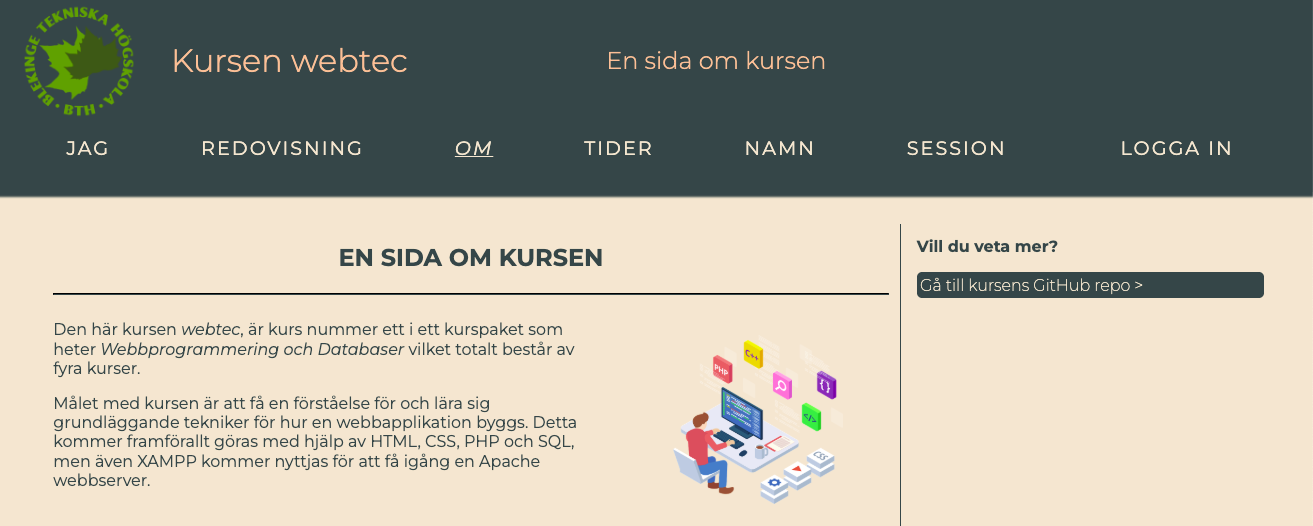 BLEKINGE TEKNISKA HÖGSKOLA
· BTH ·
Kursen webtec
En sida om kursen
JAG
REDOVISNING
OM
TIDER
NAMN
SESSION
LOGGA IN
EN SIDA OM KURSEN
Den här kursen webtec, är kurs nummer ett i ett kurspaket som
heter Webbprogrammering och Databaser vilket totalt består av
fyra kurser.
Målet med kursen är att få en förståelse för och lära sig
grundläggande tekniker för hur en webbapplikation byggs. Detta
kommer framförallt göras med hjälp av HTML, CSS, PHP och SQL,
men även XAMPP kommer nyttjas för att få igång en Apache
webserver.
C++
PHP
{}
</>
CSS
Vill du veta mer?
Gå till kursens GitHub repo >